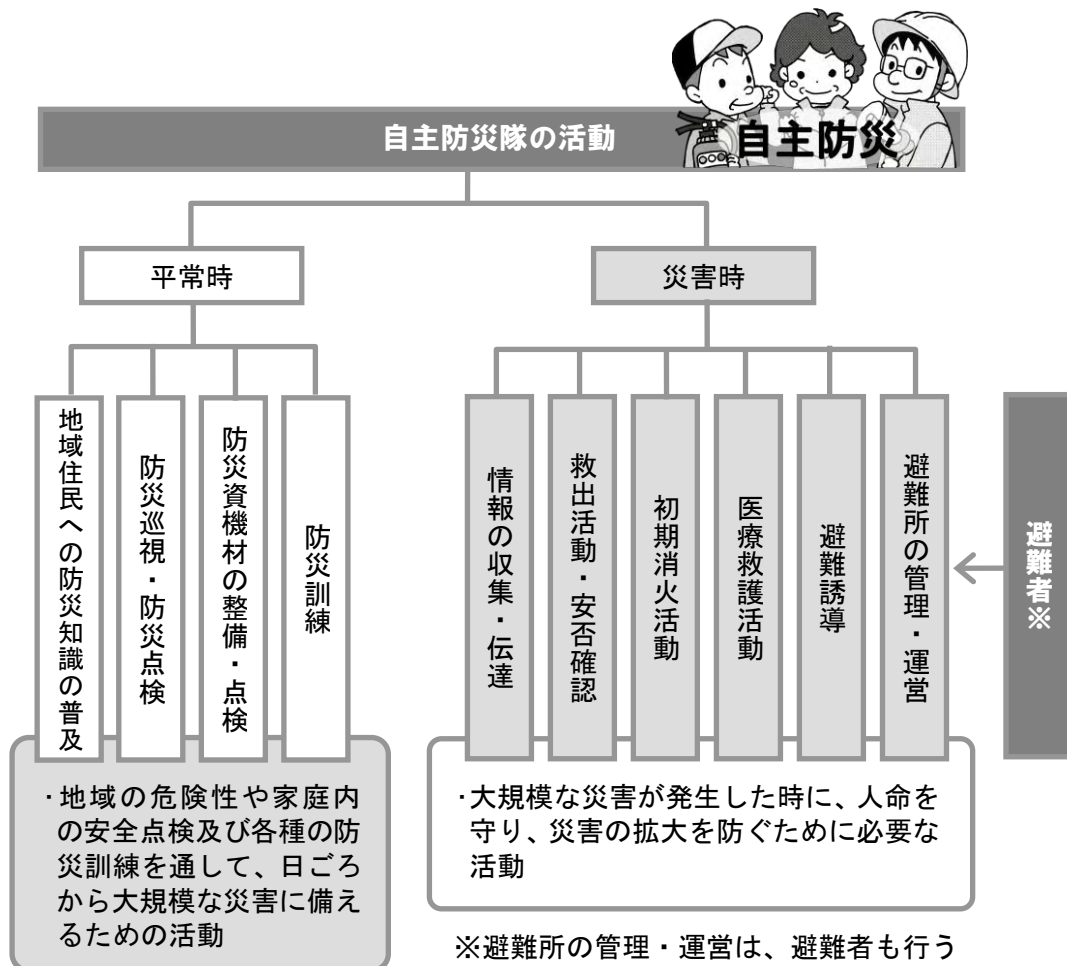 自主防災隊の活動
自主防災
平常時
災害時
地域住民への防災知識の普及
防災巡視・防災点検
防災資機材の整備・点検
防災訓練
情報の収集・伝達
救出活動・安否確認
初期消火活動
医療救護活動
避難誘導
避難所の管理・運営
避難者※
・地域の危険性や家庭内
の安全点検及び各種の防
災訓練を通して、日ごろ
から大規模な災害に備え
るための活動
・大規模な災害が発生した時に、人命を
守り、災害の拡大を防ぐために必要な
活動
※避難所の管理・運営は、避難者も行う